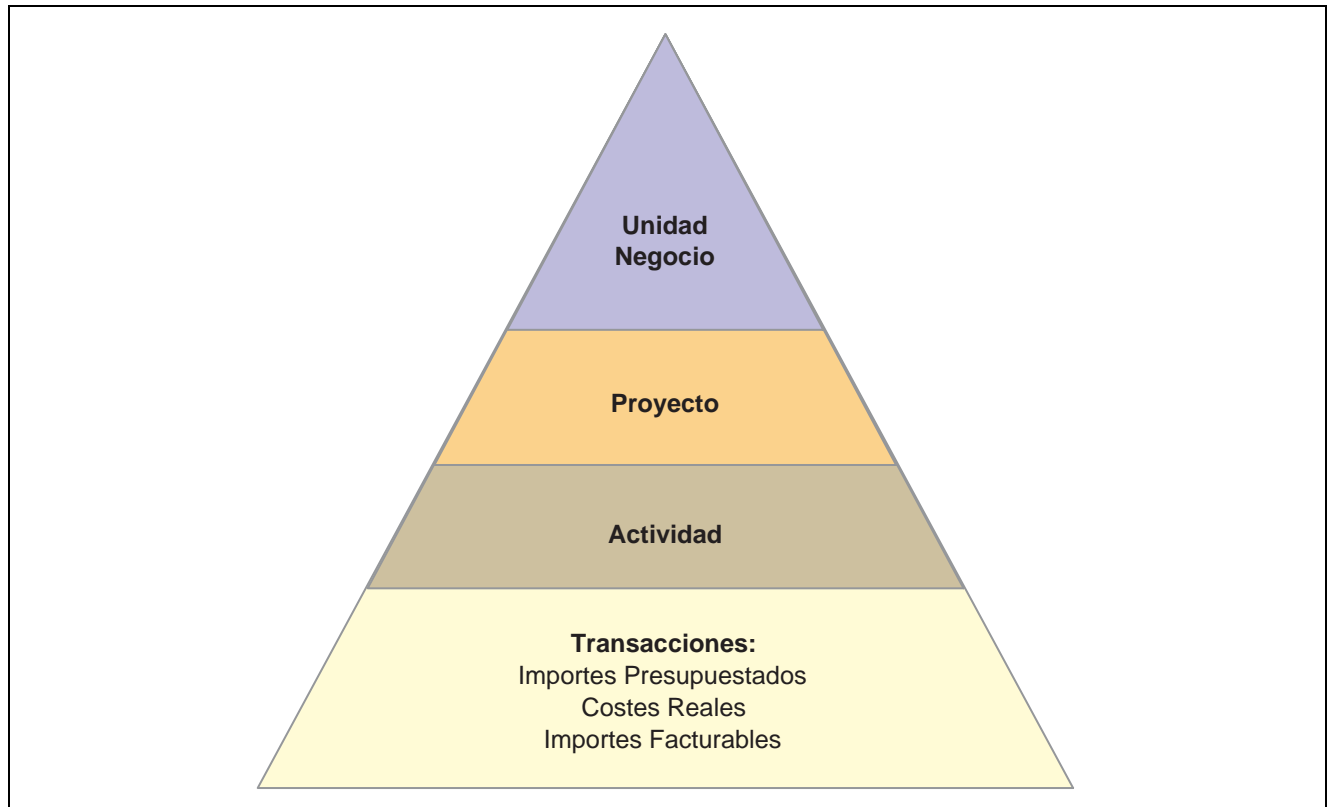 Unidad
Negocio
Proyecto
Actividad
Transacciones:
Importes Presupuestados
Costes Reales
Importes Facturables